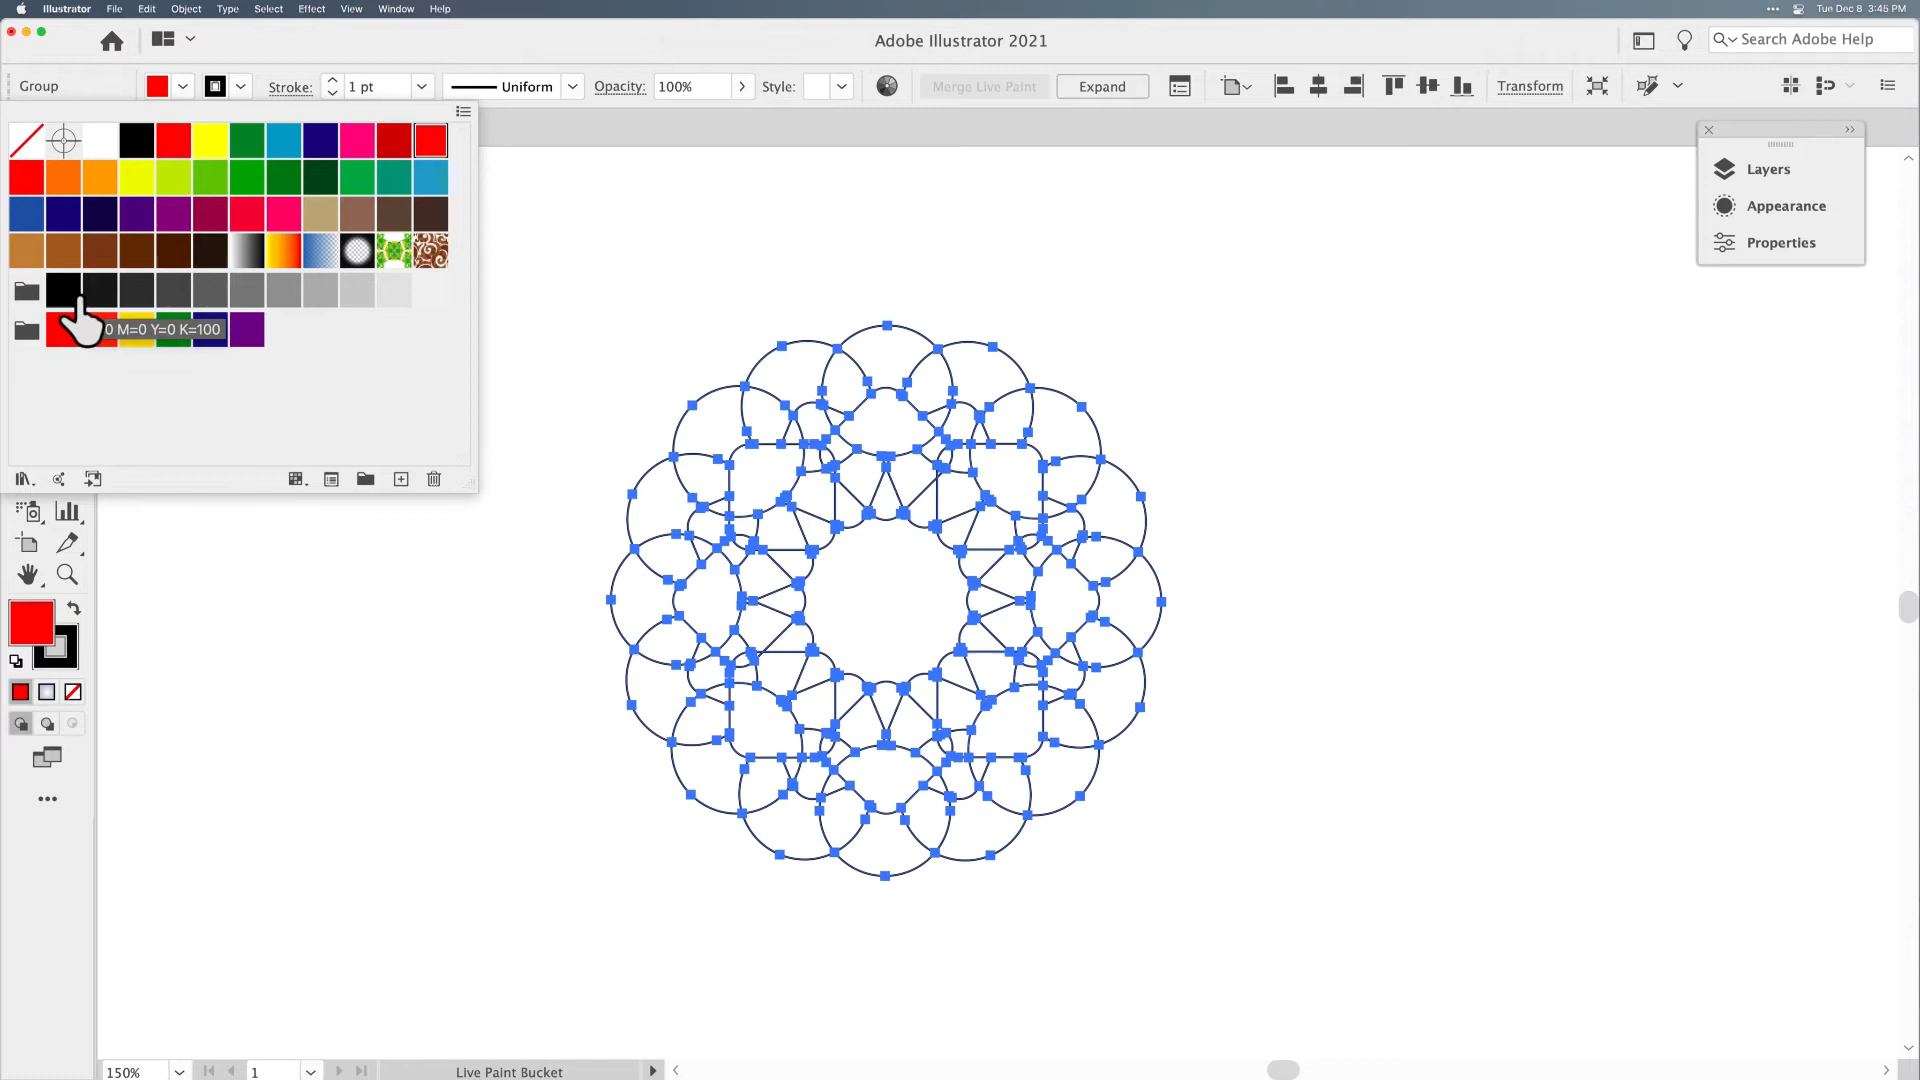 Illustrator File Edit Object Type Select Effect View Window Help
Tue Dec 8 3:45 PM
Adobe Illustrator 2021
Search Adobe Help
Group
Stroke:
1 pt
Uniform
Opacity:
100%
Style:
Merge Live Paint
Expand
Transform
Layers
Appearance
Properties
0 M=0 Y=0 K=100
150%
1
Live Paint Bucket